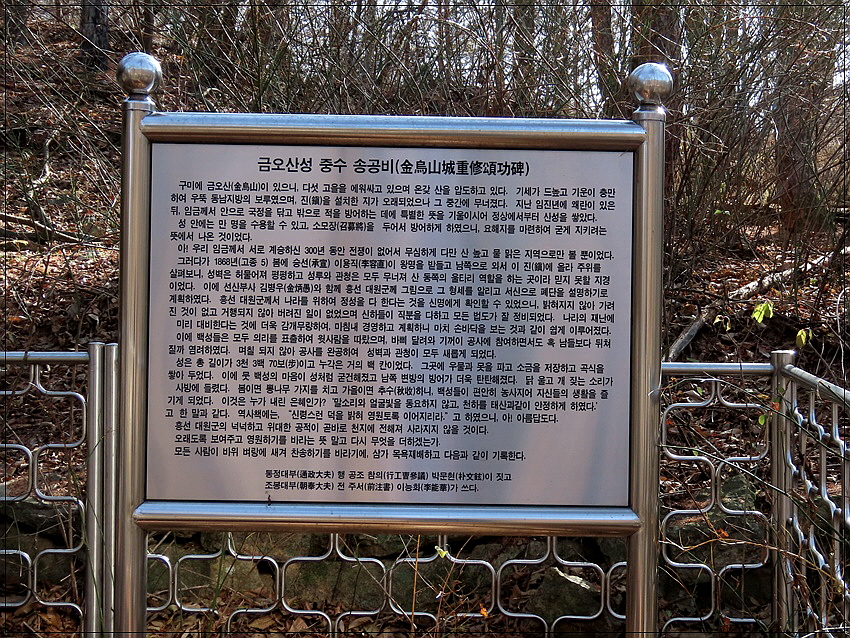 금오산성 중수 송공비(金烏山城重修頌功碑)
구미에 금오산(金烏山)이 있으니, 다섯 고을을 에워싸고 있으며 온갖 산을 압도하고 있다. 기세가 드높고 기운이 충만
하여 우뚝 동남지방의 보루였으며, 진(鎭)을 설치한 지가 오래되었으나 그 중간에 무너졌다. 지난 임진년에 왜란이 있은
뒤, 임금께서 안으로 국정을 닦고 밖으로 적을 방어하는 데에 특별한 뜻을 기울이시어 정상에서부터 산성을 쌓았다.
성 안에는 만 명을 수용할 수 있고, 소모장(召募將)을 두어서 방어하게 하였으니, 요해지를 마련하여 굳게 지키려는
뜻에서 나온 것이었다.
아! 우리 임금께서 서로 계승하신 300년 동안 전쟁이 없어서 무심하게 다만 산 높고 물 맑은 지역으로만 볼 뿐이었다.
그러다가 1868년(고종 5) 봄에 승선(承宣) 이용직(李容直)이 왕명을 받들고 남쪽으로 외서 이 진(鎭)에 올라 주위를
살펴보니, 성벽은 허물어져 평평하고 성루와 관청은 모두 무너져 산 동쪽의 울타리 역할을 하는 곳이라 믿지 못할 지경
이었다. 이에 선산부사 김병우(金炳愚)와 함께 흥선 대원군께 그림으로 그 형세를 알리고 서신으로 폐단을 설명하기로
계획하였다. 흥선 대원군께서 나라를 위하여 정성을 다 한다는 것을 신명에게 확인할 수 있었으니, 밝혀지지 않아 가려
진 것이 없고 거행되지 않아 버려진 일이 없었으며 신하들이 직분을 다하고 모든 법도가 잘 정비되었다. 나라의 재난에
미리 대비한다는 것에 더욱 감개무량하여, 마침내 경영하고 계획하니 마치 손바닥을 보는 것과 같이 쉽게 이루어졌다.
이에 백성들은 모두 의리를 표출하여 윗사람을 따랐으며, 바삐 달려와 기꺼이 공사에 참여하면서도 혹 남들보다 뒤쳐
질까 염려하였다. 며칠 되지 않아 공사를 완공하여 성벽과 관청이 모두 새롭게 되었다.
성은 총 길이가 3천 3백 70보(步)이고 누각은 거의 백 칸이었다. 그곳에 우물과 못을 파고 소금을 저장하고 곡식을
쌓아 두었다. 이에 뭇 백성의 마음이 성처럼 굳건해졌고 남쪽 변방의 방어가 더욱 탄탄해졌다. 닭 울고 개 짖는 소리가
사방에 들렸다. 봄이면 뽕나무 가지를 치고 가을이면 추수(秋收)하니, 백성들이 편안히 농사지어 자신들의 생활을 즐
기게 되었다. 이것은 누가 내린 은혜인가? '말소리와 얼굴빛을 동요하지 않고, 천하를 태산과같이 안정하게 하였다.'
고 한 말과 같다. 역사책에는, "신령스런 덕을 밝혀 영원토록 이어지리라." 고 하였으니, 아! 아름답도다.
흥선 대원군의 넉넉하고 위대한 공적이 곧바로 천지에 전해져 사라지지 않을 것이다.
오래도록 보여주고 영원하기를 바라는 뜻 말고 다시 무엇을 더하겠는가.
모든 사람이 바위 벼랑에 새겨 찬송하기를 바라기에, 삼가 목욕재배하고 다음과 같이 기록한다.
통정대부(通政大夫) 행 공조 참의(行工曹參議) 박문현(朴文鉉)이 짓고
조봉대부(朝奉大夫) 전 주서(前注書) 이능화(李能華)가 쓰다.